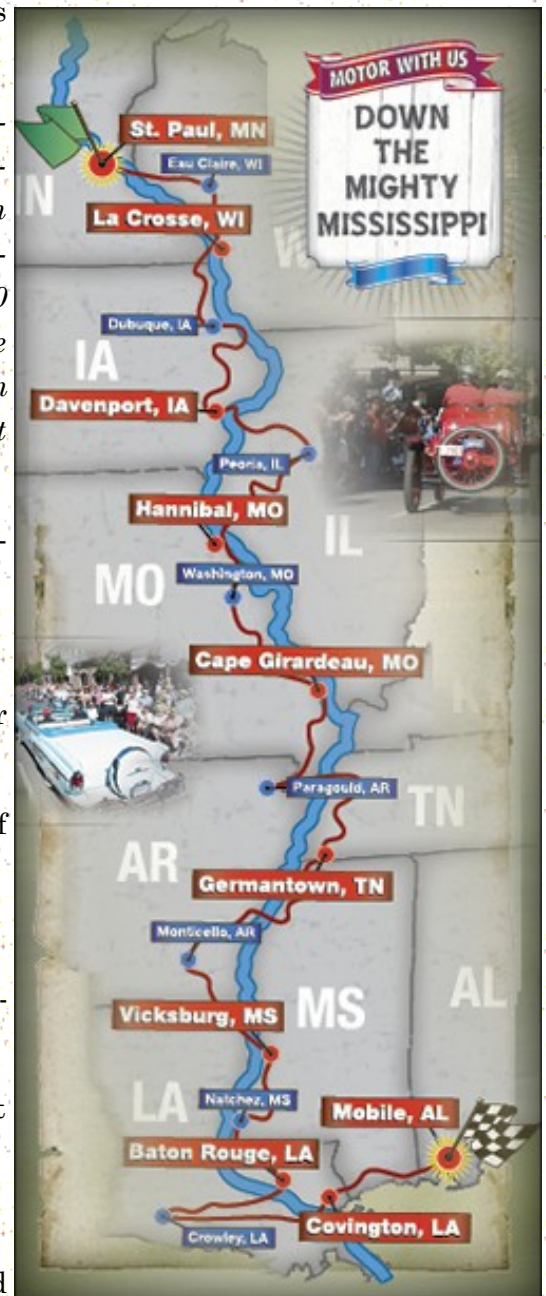 MOTOR WITH US
DOWN
THE
MIGHTY
MISSISSIPPI
St. Paul, MN
Eau Claire, WI
La Crosse, WI
Dubuque, IA
IA
Davenport, IA
Peoria, IL
Hannibal, MO
IL
Washington, MO
MO
Cape Girardeau, MO
Paragould, AR
TN
AR
Germantown, TN
Monticello, AR
AL
MS
Vicksburg, MS
LA
Natchez, MS
Mobile, AL
Baton Rouge, LA
Covington, LA
Crowley, LA